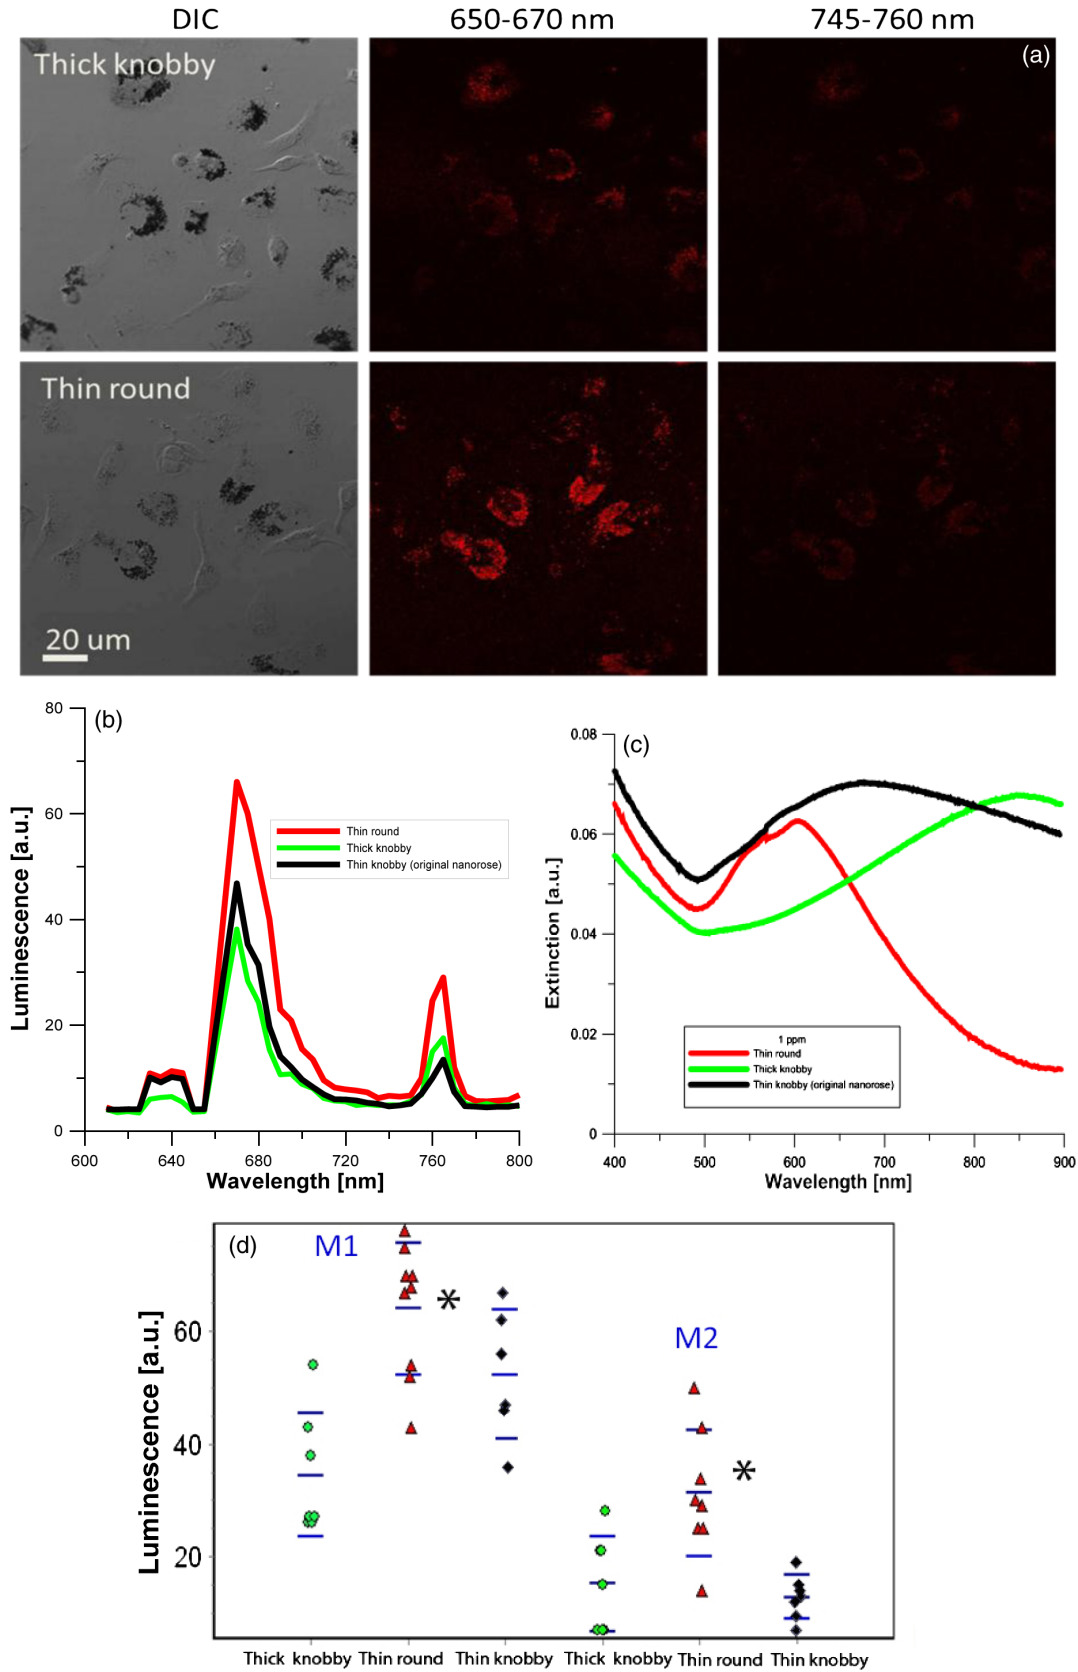 DIC 650-670 nm 745-760 nm
Thick knobby
(a)
Thin round
20 um
(b)
80
60
40
20
0
Luminescence [a.u.]
Thin round
Thick knobby
Thin knobby (original nanorose)
600 640 680 720 760 800
Wavelength [nm]
(c)
0.08
0.06
0.04
0.02
0
Extinction [a.u.]
1 ppm
Thin round
Thick knobby
Thin knobby (original nanorose)
400 500 600 700 800 900
Wavelength [nm]
(d)
M1
*
M2
*
60
40
20
Luminescence [a.u.]
Thick knobby Thin round Thin knobby Thick knobby Thin round Thin knobby